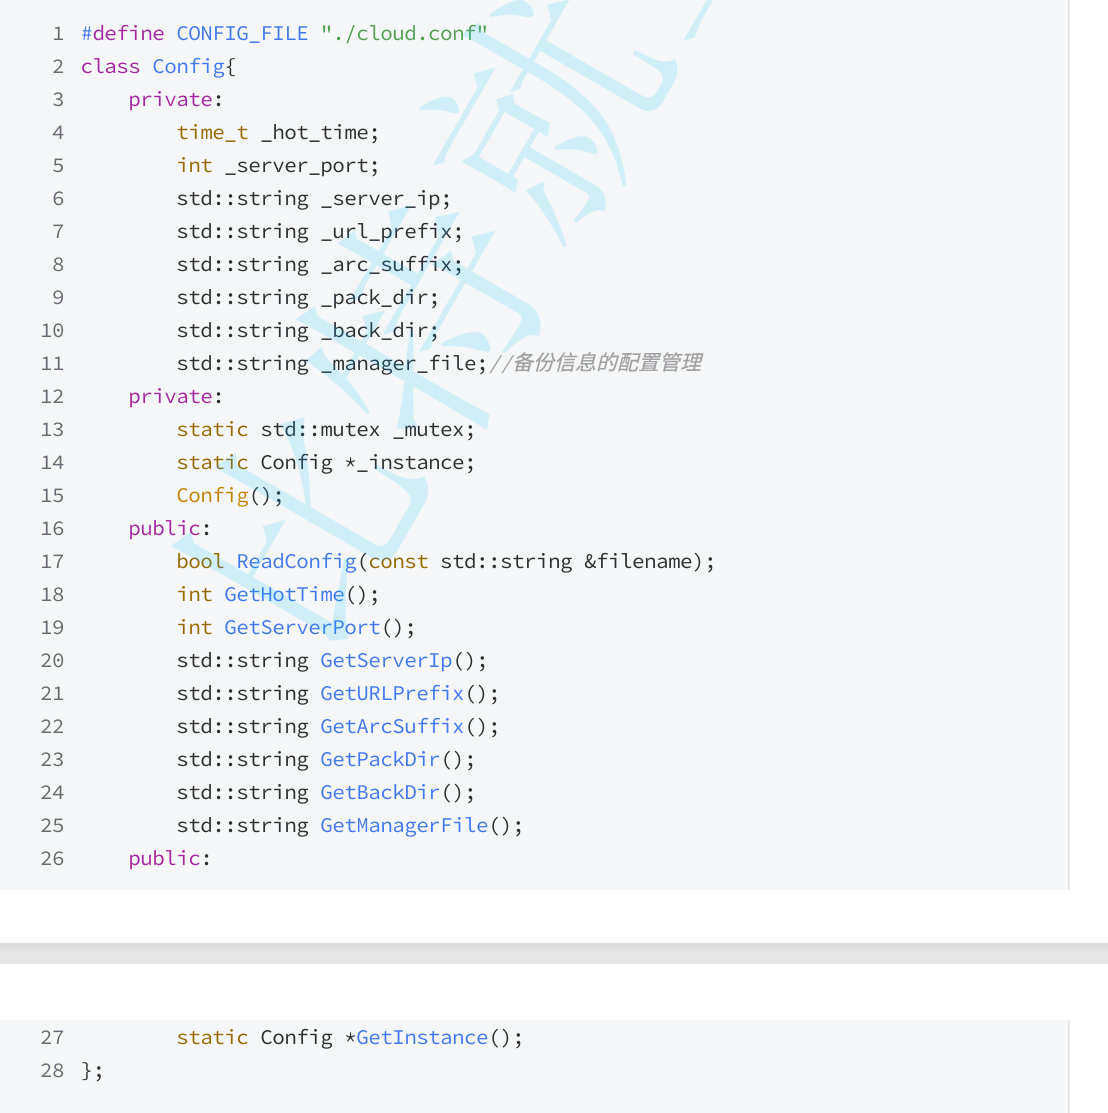 1 #define CONFIG_FILE "./cloud.conf"
2 class Config{
3     private:
4         time_t _hot_time;
5         int _server_port;
6         std::string _server_ip;
7         std::string _url_prefix;
8         std::string _arc_suffix;
9         std::string _pack_dir;
10         std::string _back_dir;
11         std::string _manager_file;//备份信息的配置管理
12     private:
13         static std::mutex _mutex;
14         static Config *_instance;
15         Config();
16     public:
17         bool ReadConfig(const std::string &filename);
18         int GetHotTime();
19         int GetServerPort();
20         std::string GetServerIp();
21         std::string GetURLPrefix();
22         std::string GetArcSuffix();
23         std::string GetPackDir();
24         std::string GetBackDir();
25         std::string GetManagerFile();
26     public:
27         static Config *GetInstance();
28 };
比特就